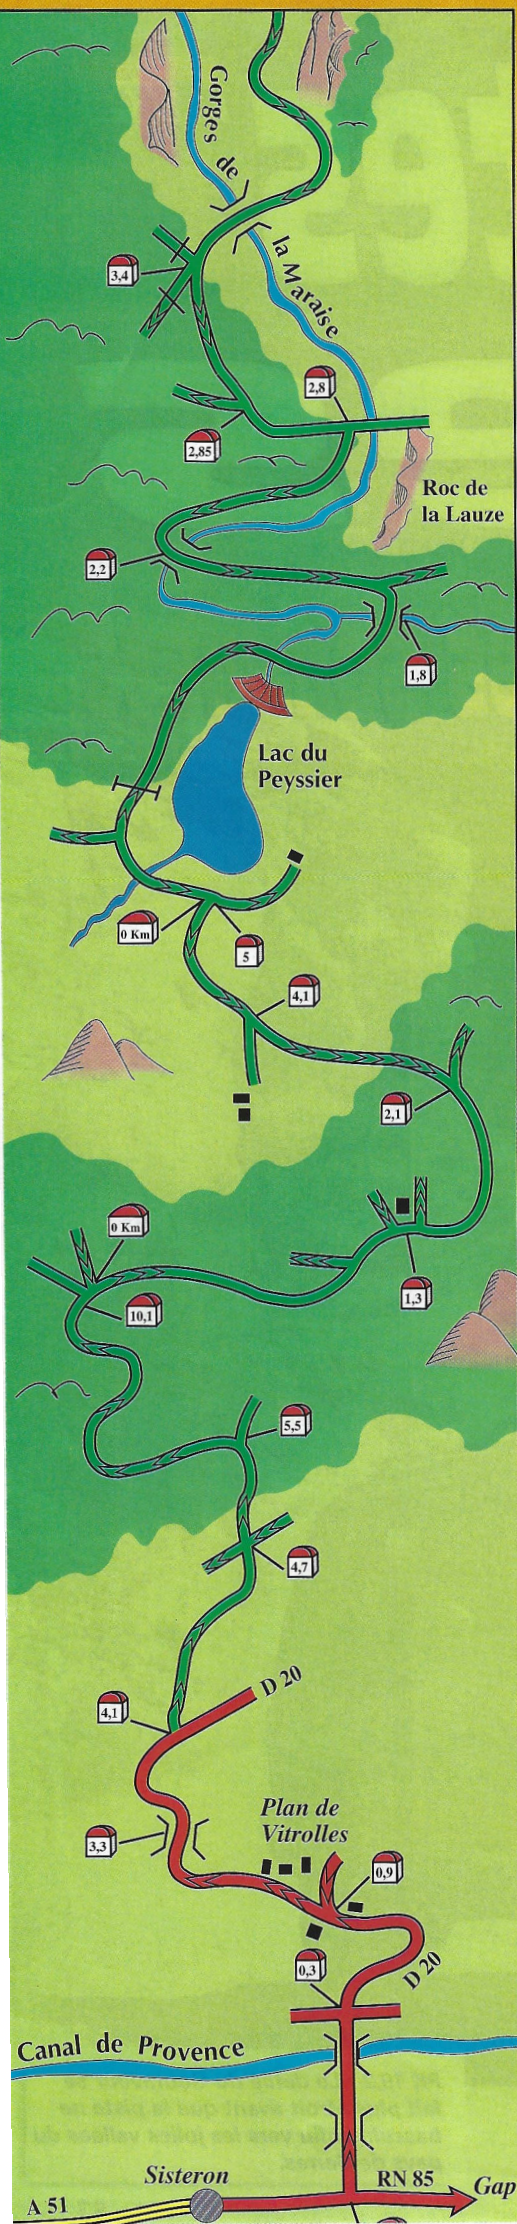 Gorges de
la Maraise
3,4
2,8
2,85
Roc de
la Lauze
2,2
1,8
Lac du
Peyssier
0 Km
5
4,1
2,1
0 Km
1,3
10,1
5,5
4,7
D 20
4,1
Plan de
Vitrolles
3,3
0,9
0,3
D 20
Canal de Provence
Sisteron
RN 85
Gap
A 51